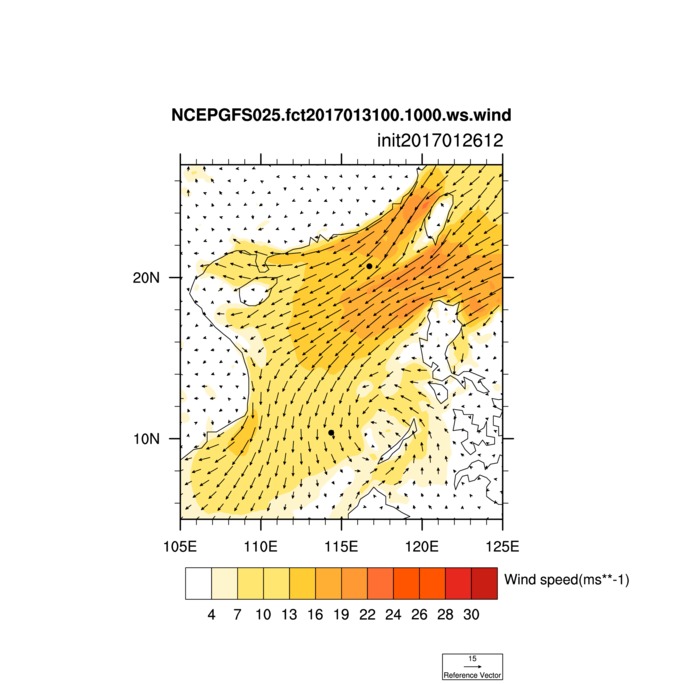 NCEPGFS025.fct2017013100.1000.ws.wind
init2017012612
20N
10N
105E 110E 115E 120E 125E
Wind speed(ms**-1)
4 7 10 13 16 19 22 24 26 28 30
15
Reference Vector